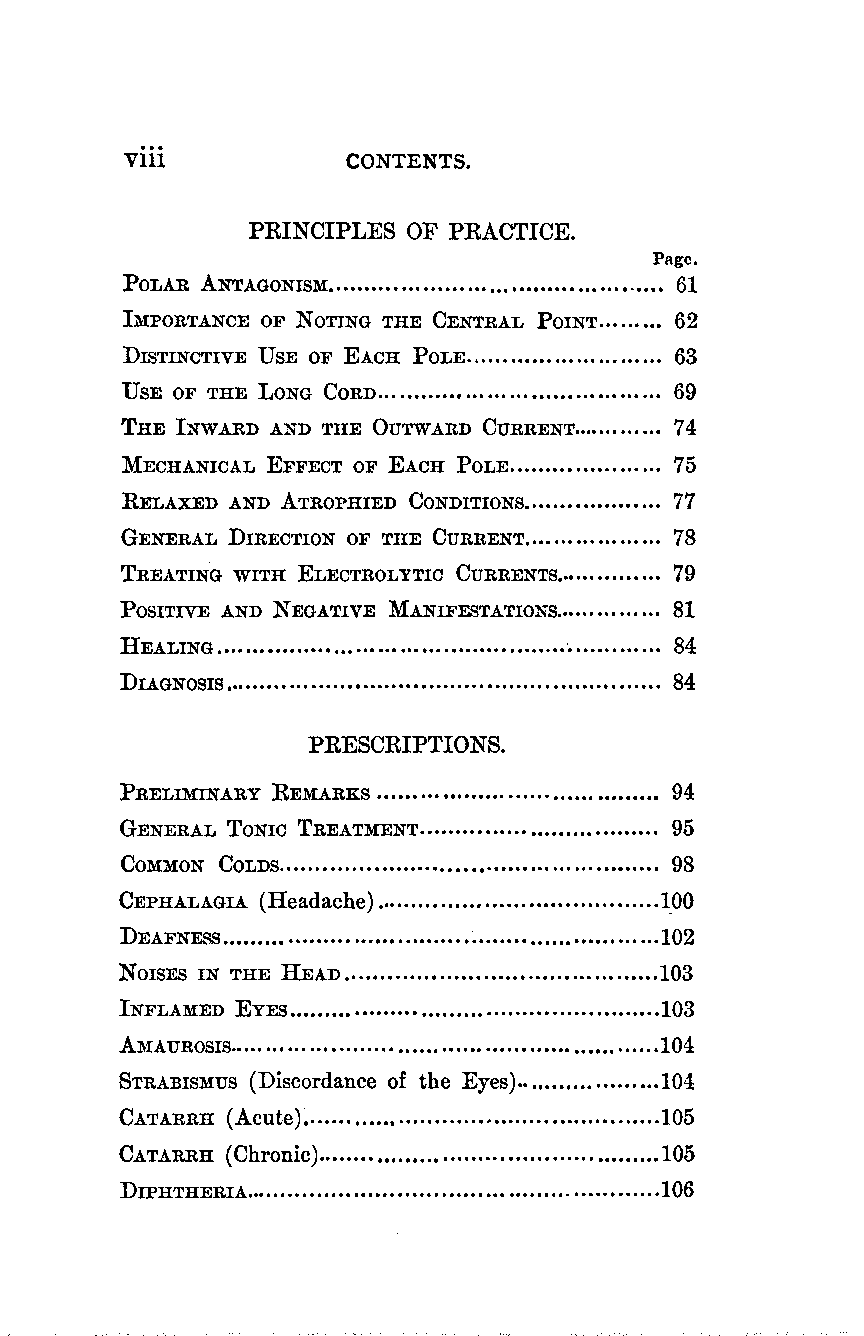 viii CONTENTS.
PRINCIPLES OF PRACTICE.
Page.
POLAR ANTAGONISM........................................ 61
IMPORTANCE OF NOTING THE CENTRAL POINT......... 62
DISTINCTIVE USE OF EACH POLE........................... 63
USE OF THE LONG CORD....................................... 69
THE INWARD AND THE OUTWARD CURRENT............ 74
MECHANICAL EFFECT OF EACH POLE..................... 75
RELAXED AND ATROPHIED CONDITIONS................... 77
GENERAL DIRECTION OF THE CURRENT................... 78
TREATING WITH ELECTROLYTIC CURRENTS.............. 79
POSITIVE AND NEGATIVE MANIFESTATIONS.............. 81
HEALING............................................................. 84
DIAGNOSIS........................................................... 84
PRESCRIPTIONS.
PRELIMINARY REMARKS ....................................... 94
GENERAL TONIC TREATMENT................................. 95
COMMON COLDS.................................................... 98
CEPHALAGIA (Headache).......................................100
DEAFNESS............................................................102
NOISES IN THE HEAD...........................................103
INFLAMED EYES...................................................103
AMAUROSIS...........................................................104
STRABISMUS (Discordance of the Eyes)...................104
CATARRH (Acute).................................................105
CATARRH (Chronic)...............................................105
DIPHTHERIA.........................................................106